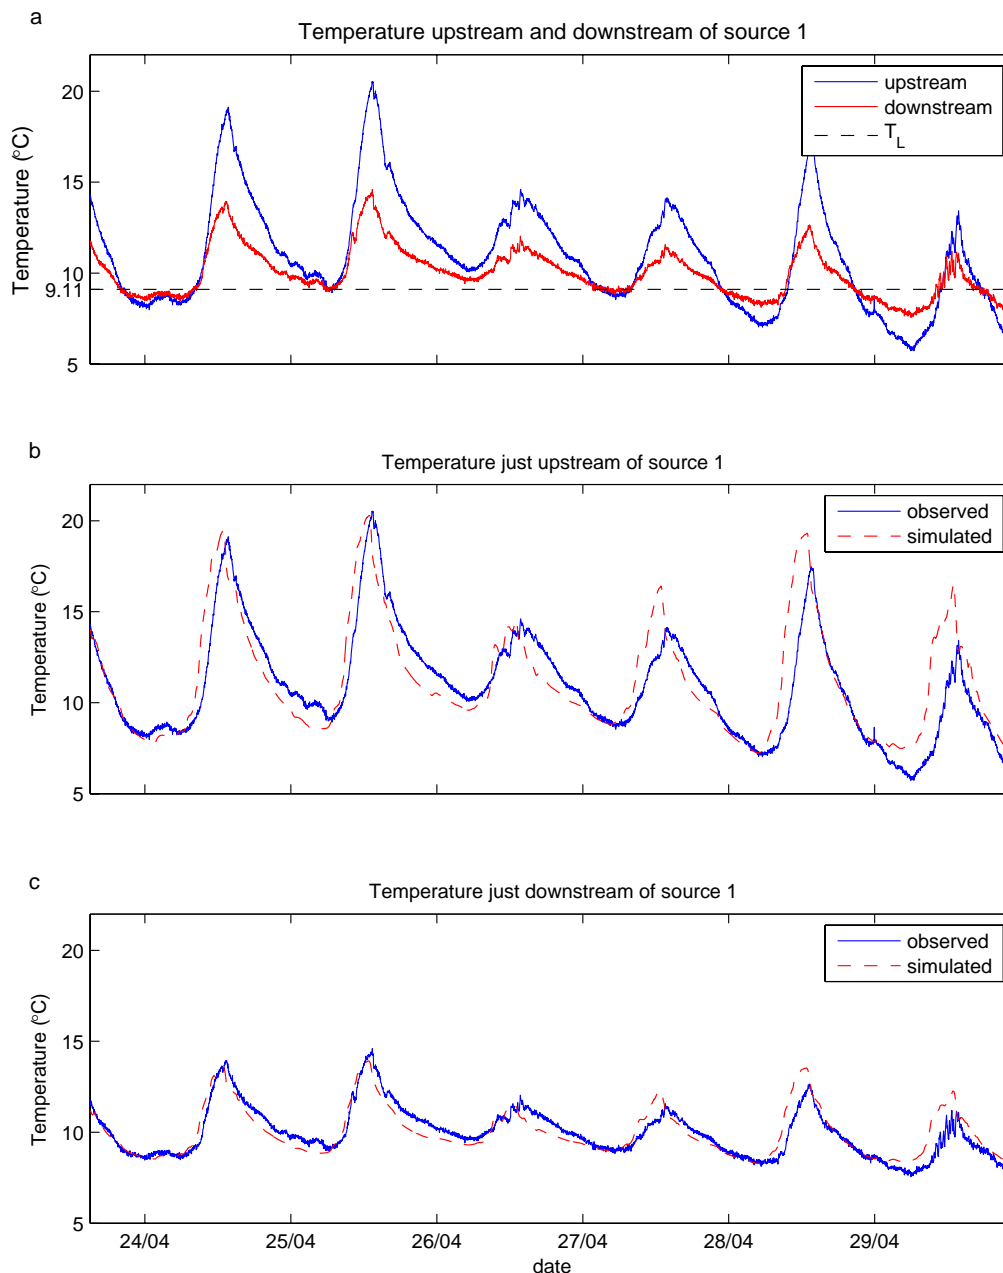 a
Temperature upstream and downstream of source 1
upstream
downstream
T_L
Temperature (°C)
20
15
10
9.11
5
b
Temperature just upstream of source 1
observed
simulated
Temperature (°C)
20
15
10
5
c
Temperature just downstream of source 1
observed
simulated
Temperature (°C)
20
15
10
5
24/04 25/04 26/04 27/04 28/04 29/04
date